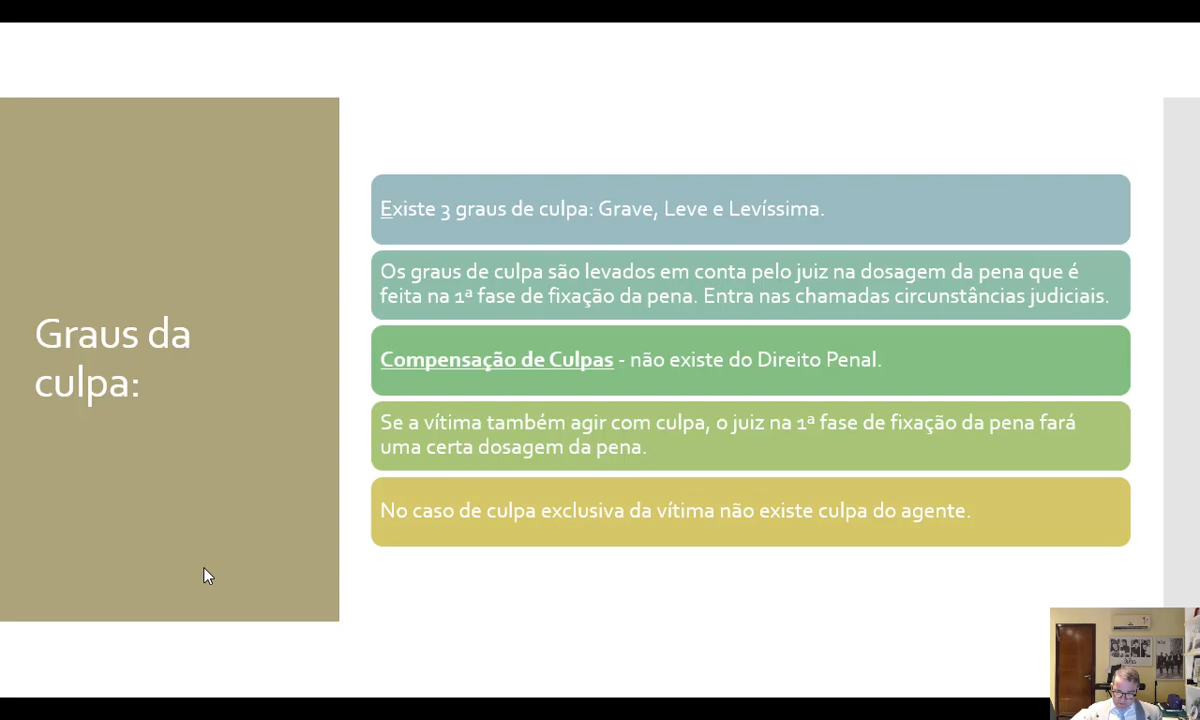 Graus da
culpa:
Existe 3 graus de culpa: Grave, Leve e Levíssima.
Os graus de culpa são levados em conta pelo juiz na dosagem da pena que é
feita na 1ª fase de fixação da pena. Entra nas chamadas circunstâncias judiciais.
Compensação de Culpas - não existe do Direito Penal.
Se a vítima também agir com culpa, o juiz na 1ª fase de fixação da pena fará
uma certa dosagem da pena.
No caso de culpa exclusiva da vítima não existe culpa do agente.